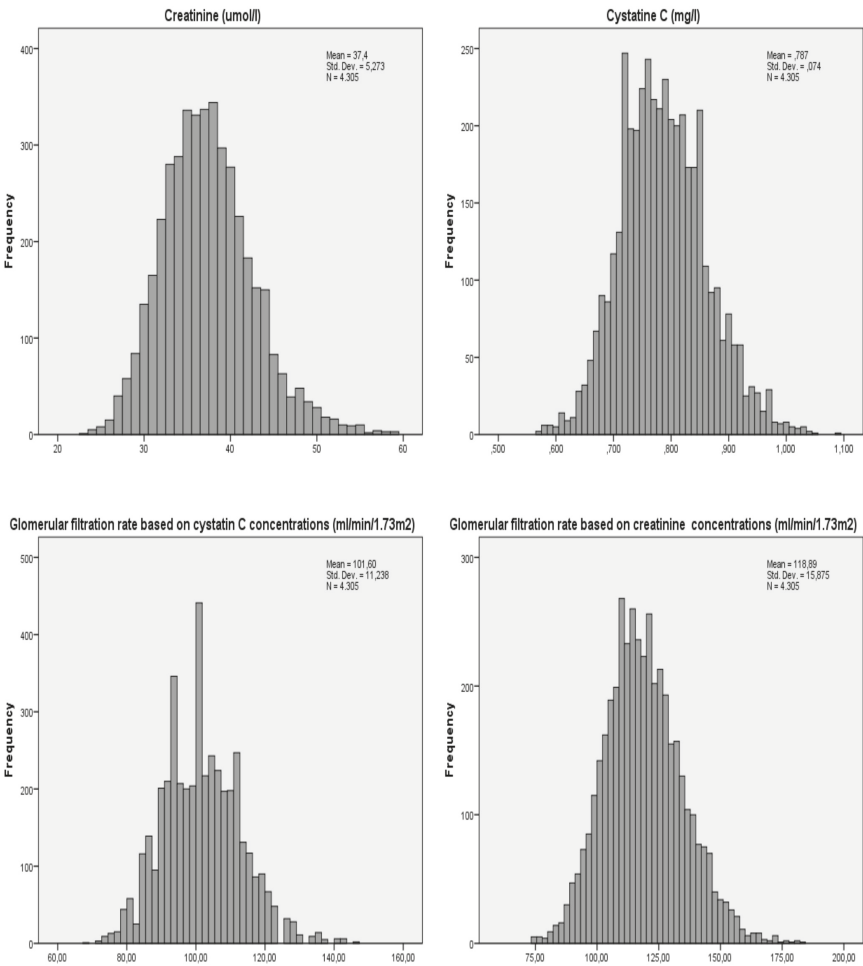 Creatinine (umol/l)
Mean = 37,4
Std. Dev. = 5,273
N = 4.305
Frequency
400
300
200
100
0
20 30 40 50 60
Cystatine C (mg/l)
Mean = ,787
Std. Dev. = ,074
N = 4.305
Frequency
250
200
150
100
50
0
,500 ,600 ,700 ,800 ,900 1,000 1,100
Glomerular filtration rate based on cystatin C concentrations (ml/min/1.73m2)
Mean = 101,60
Std. Dev. = 11,238
N = 4.305
Frequency
500
400
300
200
100
0
60,00 80,00 100,00 120,00 140,00 160,00
Glomerular filtration rate based on creatinine concentrations (ml/min/1.73m2)
Mean = 118,89
Std. Dev. = 15,875
N = 4.305
Frequency
300
200
100
0
75,00 100,00 125,00 150,00 175,00 200,00